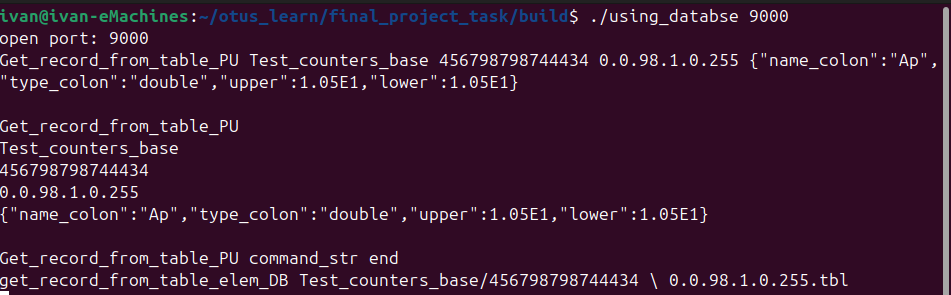 ivan@ivan-eMachines:~/otus_learn/final_project_task/build$ ./using_databse 9000
open port: 9000
Get_record_from_table_PU Test_counters_base 456798798744434 0.0.98.1.0.255 {"name_colon":"Ap",
"type_colon":"double","upper":1.05E1,"lower":1.05E1}
Get_record_from_table_PU
Test_counters_base
456798798744434
0.0.98.1.0.255
{"name_colon":"Ap","type_colon":"double","upper":1.05E1,"lower":1.05E1}
Get_record_from_table_PU command_str end
get_record_from_table_elem_DB Test_counters_base/456798798744434 \ 0.0.98.1.0.255.tbl